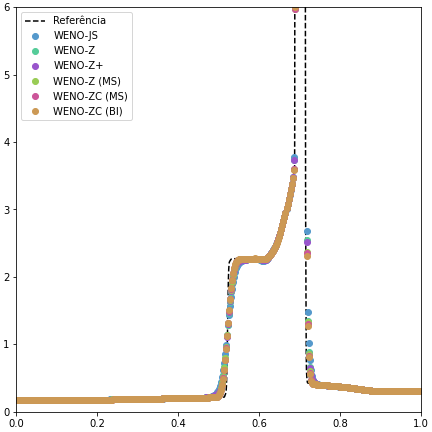 Referência
WENO-JS
WENO-Z
WENO-Z+
WENO-Z (MS)
WENO-ZC (MS)
WENO-ZC (BI)
6
5
4
3
2
1
0
0.0 0.2 0.4 0.6 0.8 1.0